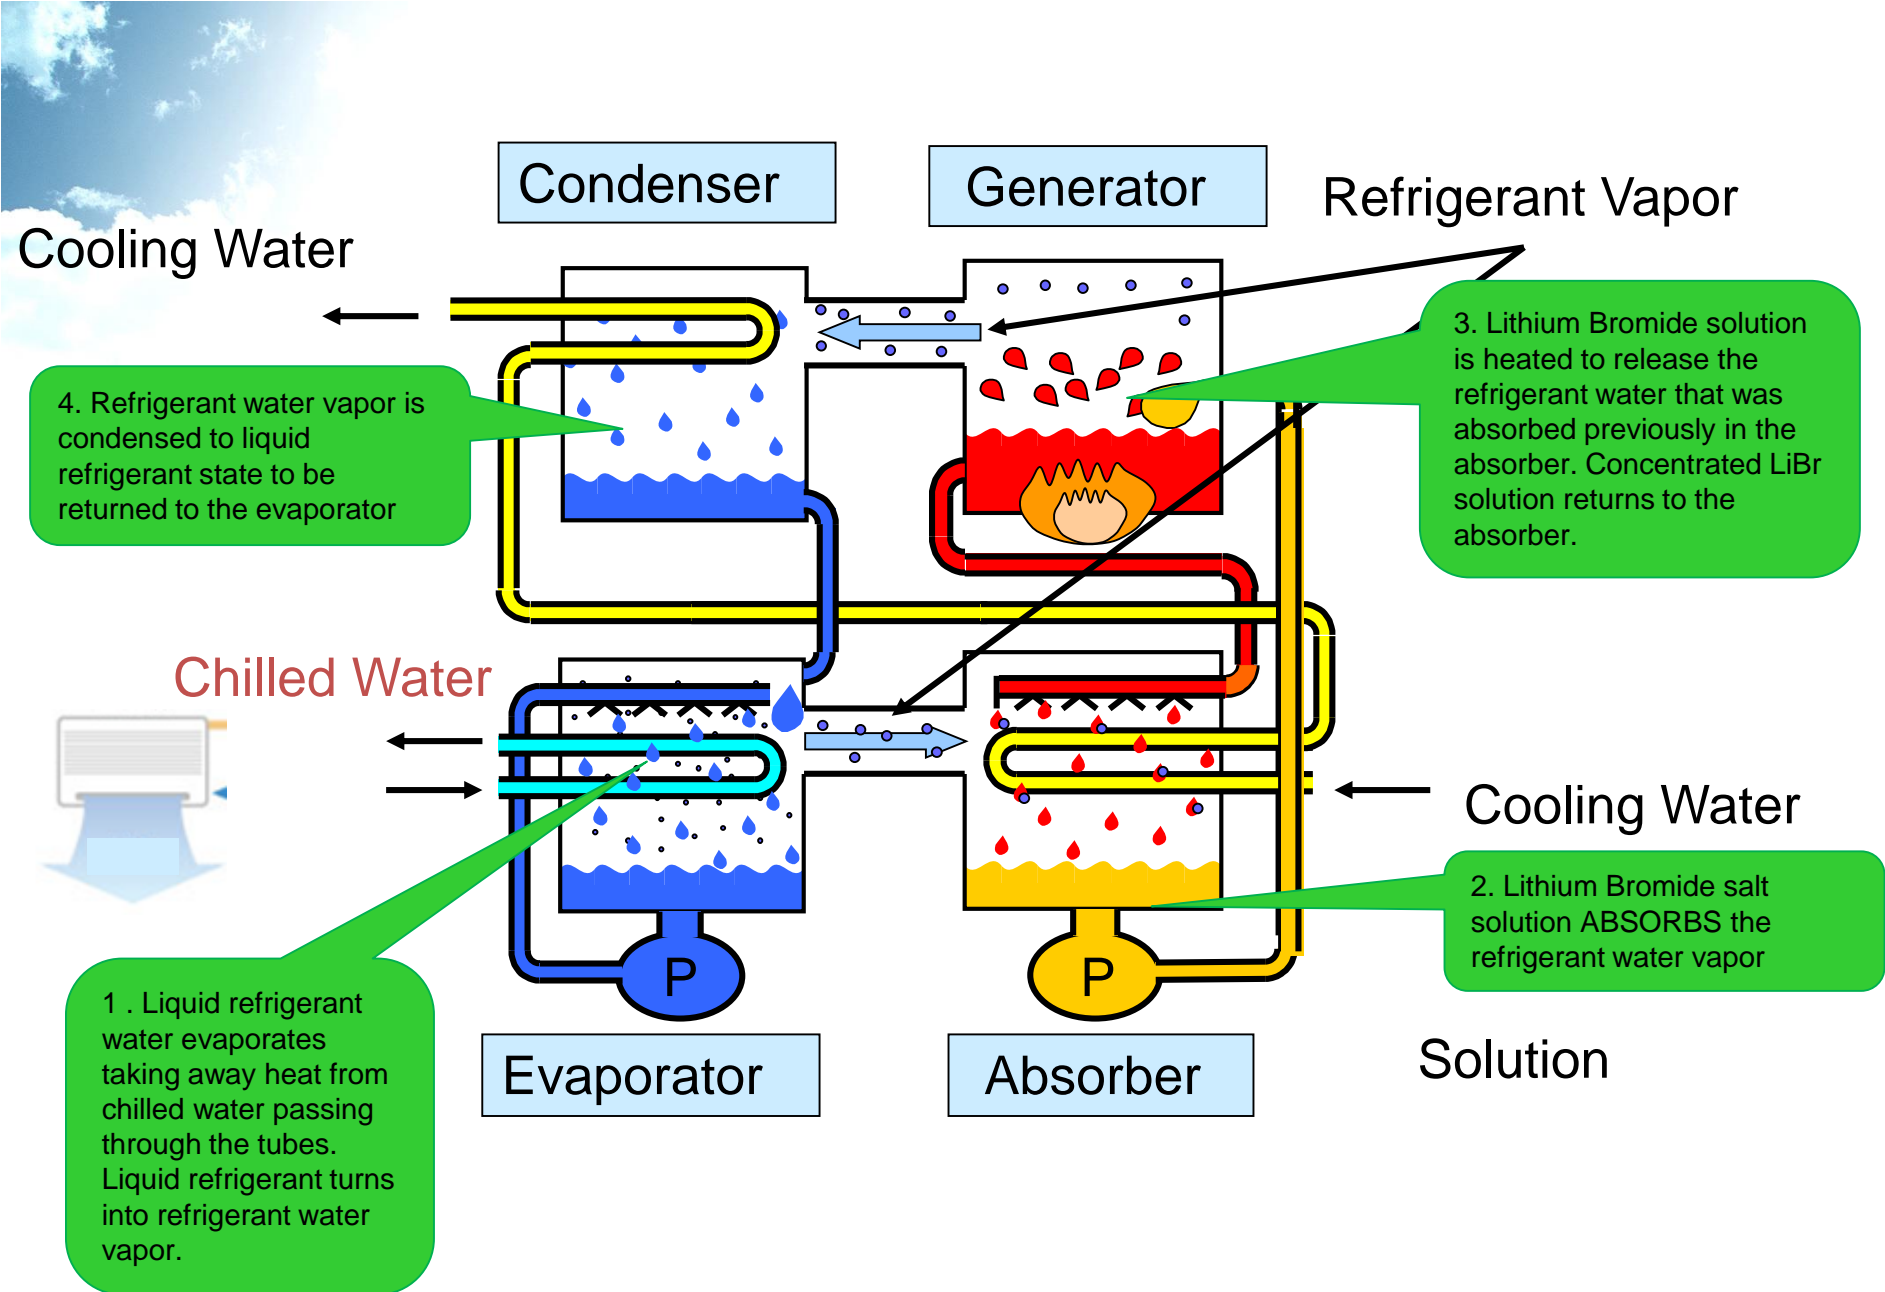 Condenser
Generator
Refrigerant Vapor
Cooling Water
3. Lithium Bromide solution
is heated to release the
refrigerant water that was
absorbed previously in the
absorber. Concentrated LiBr
solution returns to the
absorber.
4. Refrigerant water vapor is
condensed to liquid
refrigerant state to be
returned to the evaporator
Chilled Water
Cooling Water
2. Lithium Bromide salt
solution ABSORBS the
refrigerant water vapor
P
P
1 . Liquid refrigerant
water evaporates
taking away heat from
chilled water passing
through the tubes.
Liquid refrigerant turns
into refrigerant water
vapor.
Evaporator
Absorber
Solution